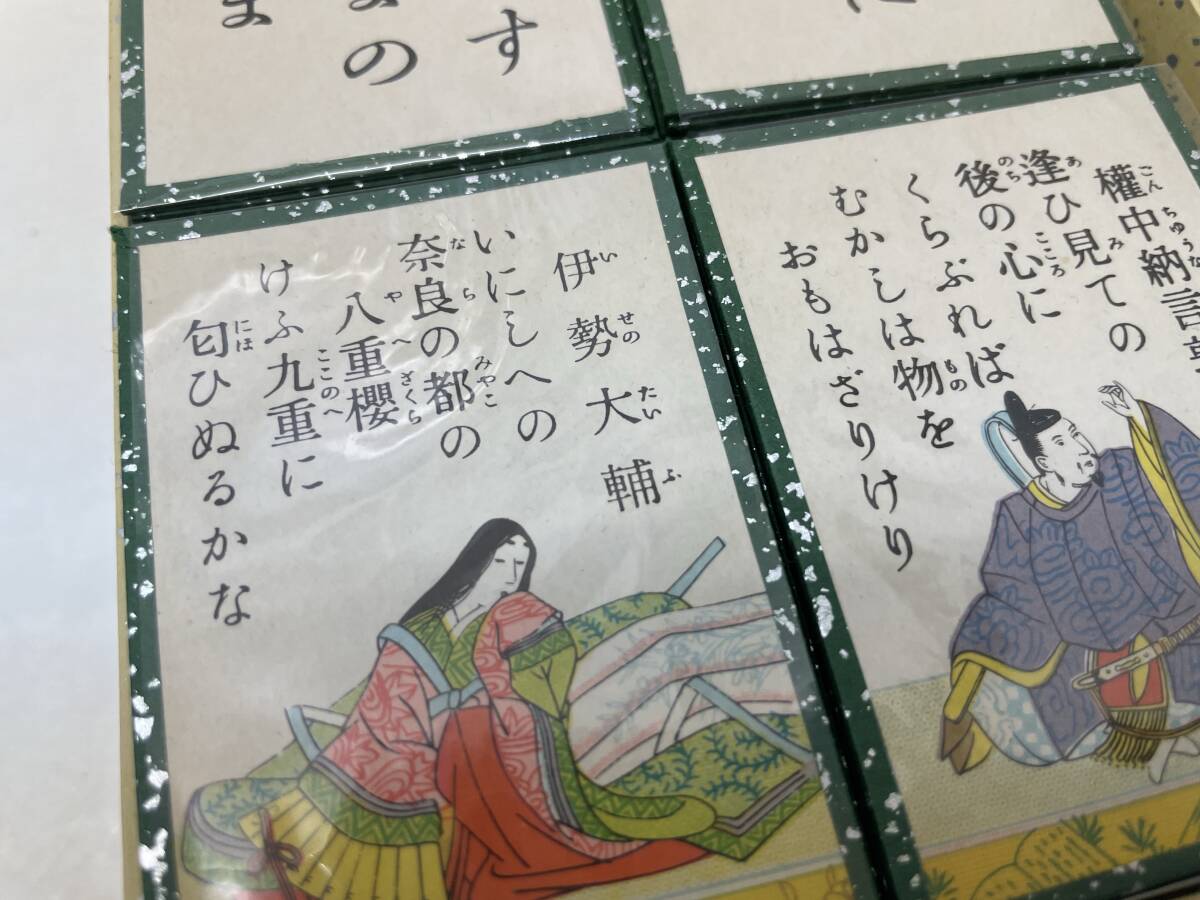 す
まの
ま
權中納言
逢ひ見ての
後の心に
くらぶれば
むかしは物を
おもはざりけり
伊勢大輔
いにしへの
奈良の都の
八重櫻
けふ九重に
匂ひぬるかな